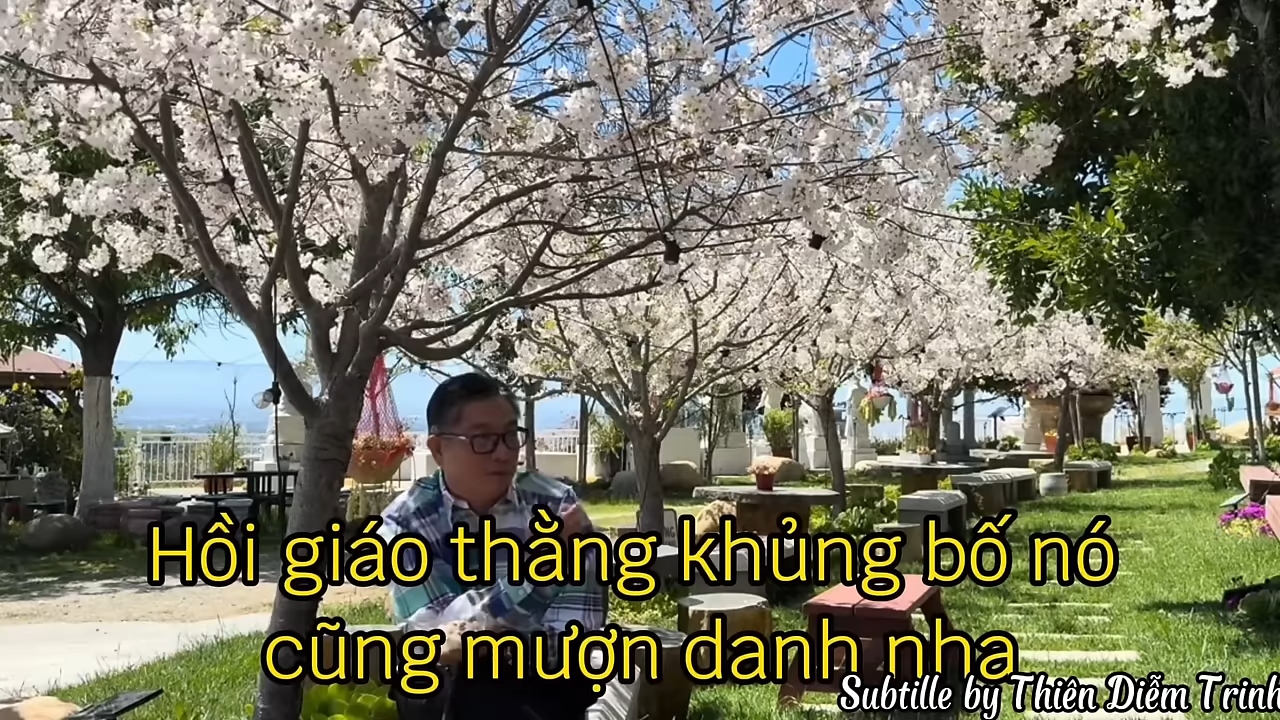 Hồi giáo thằng khủng bố nó
cũng mượn danh nha
Subtille by Thiên Diễm Trinh